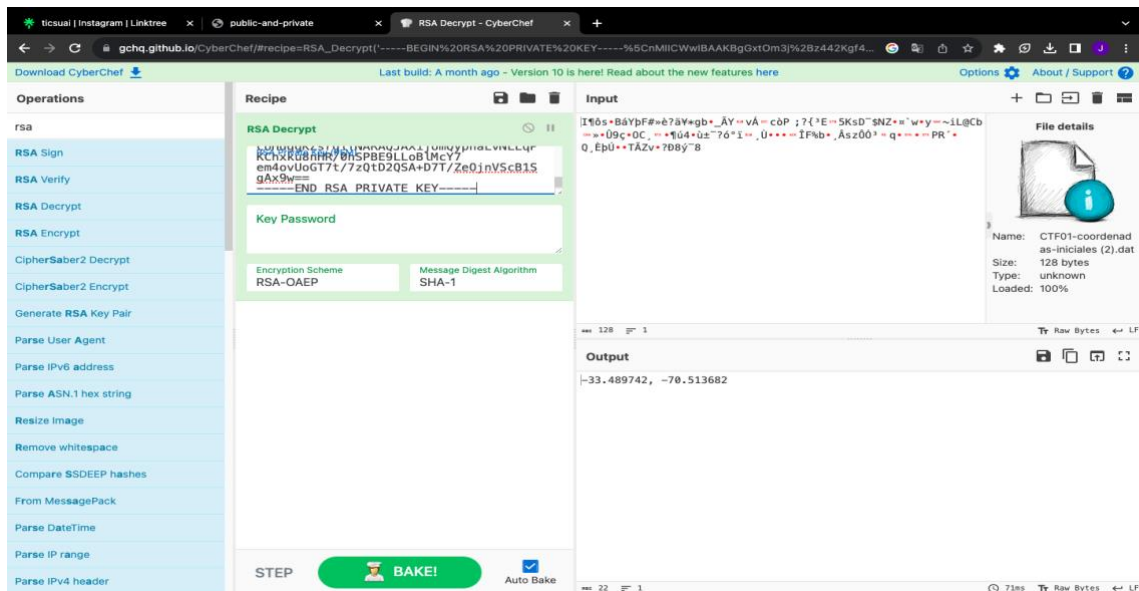 ticsuai | Instagram | Linktree
public-and-private
RSA Decrypt - CyberChef
gchq.github.io/CyberChef/#recipe=RSA_Decrypt('-----BEGIN%20RSA%20PRIVATE%20KEY-----%5CnMIICWwIBAAKBgGxtOm3j%2Bz442Kgf4...
Download CyberChef
Last build: A month ago - Version 10 is here! Read about the new features here
Options
About / Support
Operations
Recipe
Input
rsa
RSA Sign
RSA Verify
RSA Decrypt
RSA Encrypt
CipherSaber2 Decrypt
CipherSaber2 Encrypt
Generate RSA Key Pair
Parse User Agent
Parse IPv6 address
Parse ASN.1 hex string
Resize Image
Remove whitespace
Compare SSDEEP hashes
From MessagePack
Parse DateTime
Parse IP range
Parse IPv4 header
RSA Decrypt
KChxKU8nHR/0hSPBE9LLoBlMcY7
em4ovUoGT7t/7zQtD2QSA+D7T/ZeOjnVScB1S
gAx9w==
-----END RSA PRIVATE KEY-----
Key Password
Encryption Scheme
RSA-OAEP
Message Digest Algorithm
SHA-1
STEP
BAKE!
Auto Bake
File details
Name: CTF01-coordenad
as-iniciales (2).dat
Size: 128 bytes
Type: unknown
Loaded: 100%
128
1
Raw Bytes
LF
Output
-33.489742, -70.513682
22
1
71ms
Raw Bytes
LF